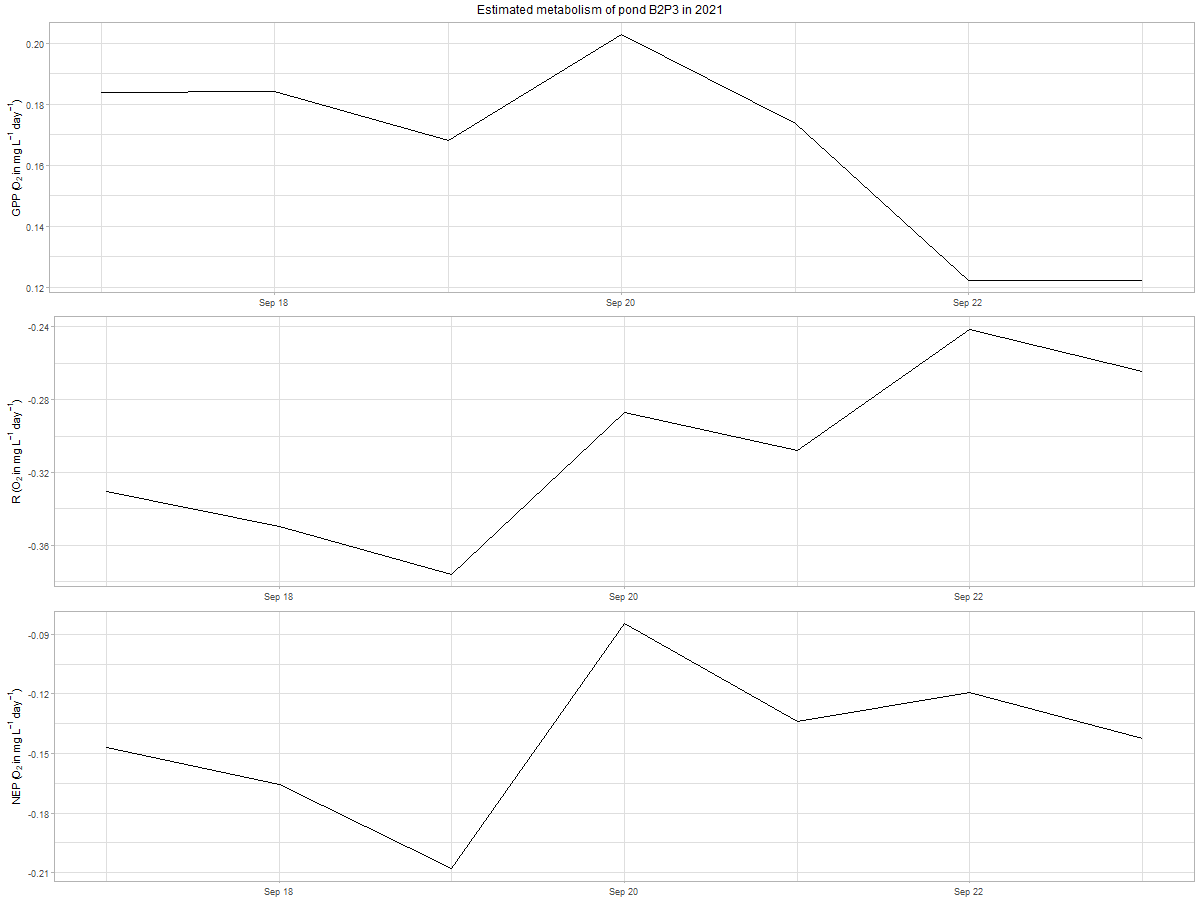 Estimated metabolism of pond B2P3 in 2021
GPP (O₂ in mg L⁻¹ day⁻¹)
0.20
0.18
0.16
0.14
0.12
Sep 18 Sep 20 Sep 22
R (O₂ in mg L⁻¹ day⁻¹)
-0.24
-0.28
-0.32
-0.36
Sep 18 Sep 20 Sep 22
NEP (O₂ in mg L⁻¹ day⁻¹)
-0.09
-0.12
-0.15
-0.18
-0.21
Sep 18 Sep 20 Sep 22